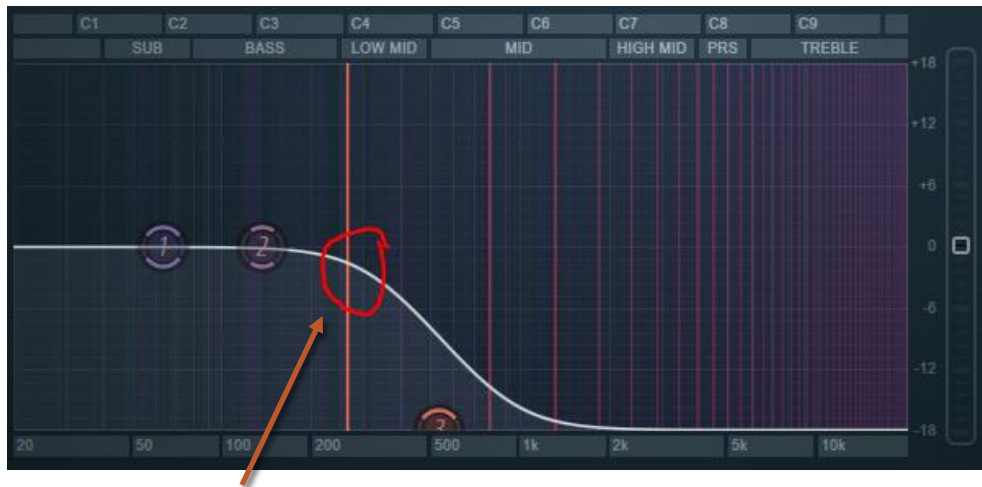 C1 C2 C3 C4 C5 C6 C7 C8 C9
SUB BASS LOW MID MID HIGH MID PRS TREBLE
+18
+12
+6
1 2 0
-6
-12
3
-18
20 50 100 200 500 1k 2k 5k 10k